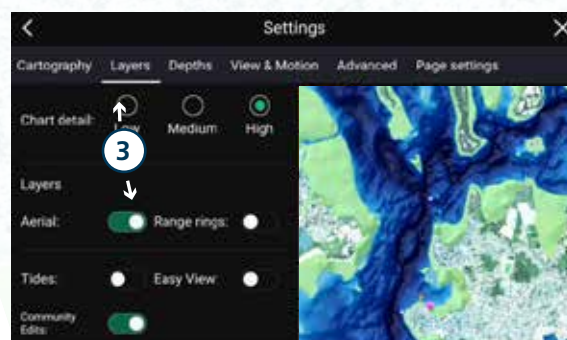 Settings
Cartography Layers Depths View & Motion Advanced Page settings
Chart detail: Low Medium High
3
Layers
Aerial: Range rings:
Tides: Easy View:
Community
Edits: